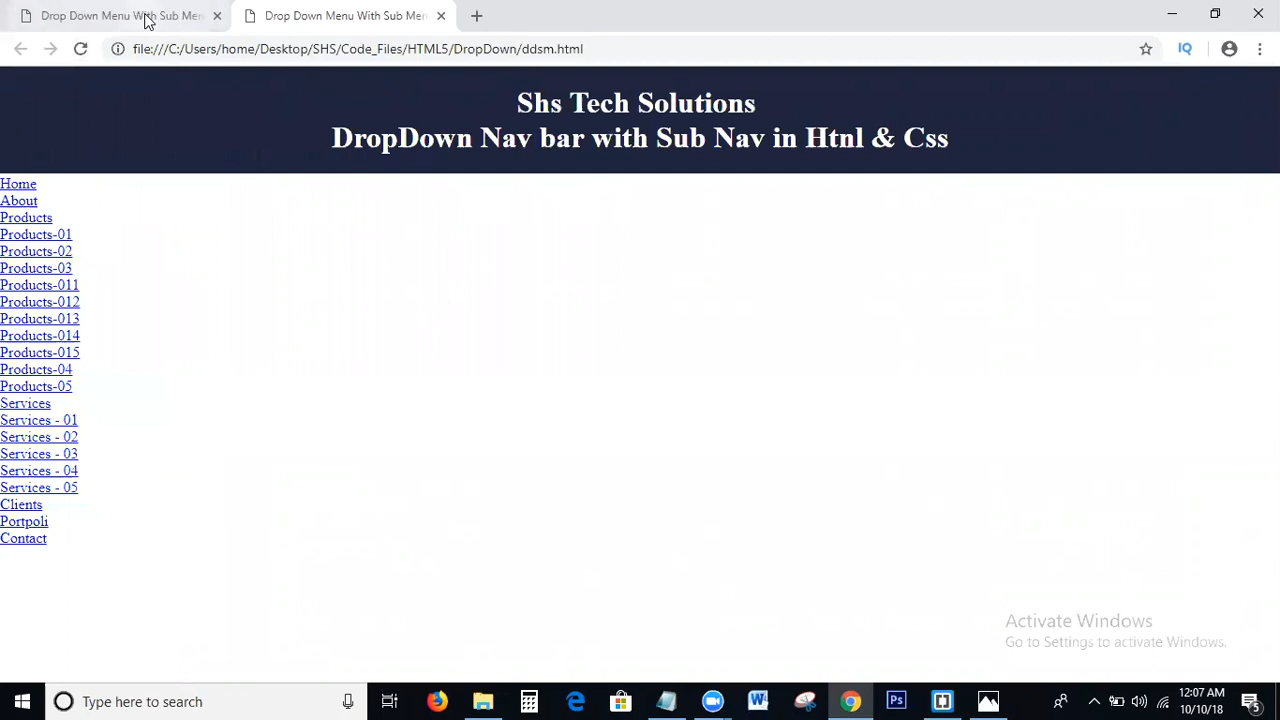 Drop Down Menu With Sub Men
Drop Down Menu With Sub Men
file:///C:/Users/home/Desktop/SHS/Code_Files/HTML5/DropDown/ddsm.html
IQ
Shs Tech Solutions
DropDown Nav bar with Sub Nav in Htnl & Css
Home
About
Products
Products-01
Products-02
Products-03
Products-011
Products-012
Products-013
Products-014
Products-015
Products-04
Products-05
Services
Services - 01
Services - 02
Services - 03
Services - 04
Services - 05
Clients
Portpoli
Contact
Activate Windows
Go to Settings to activate Windows.
Type here to search
Ps
12:07 AM
10/10/18
5